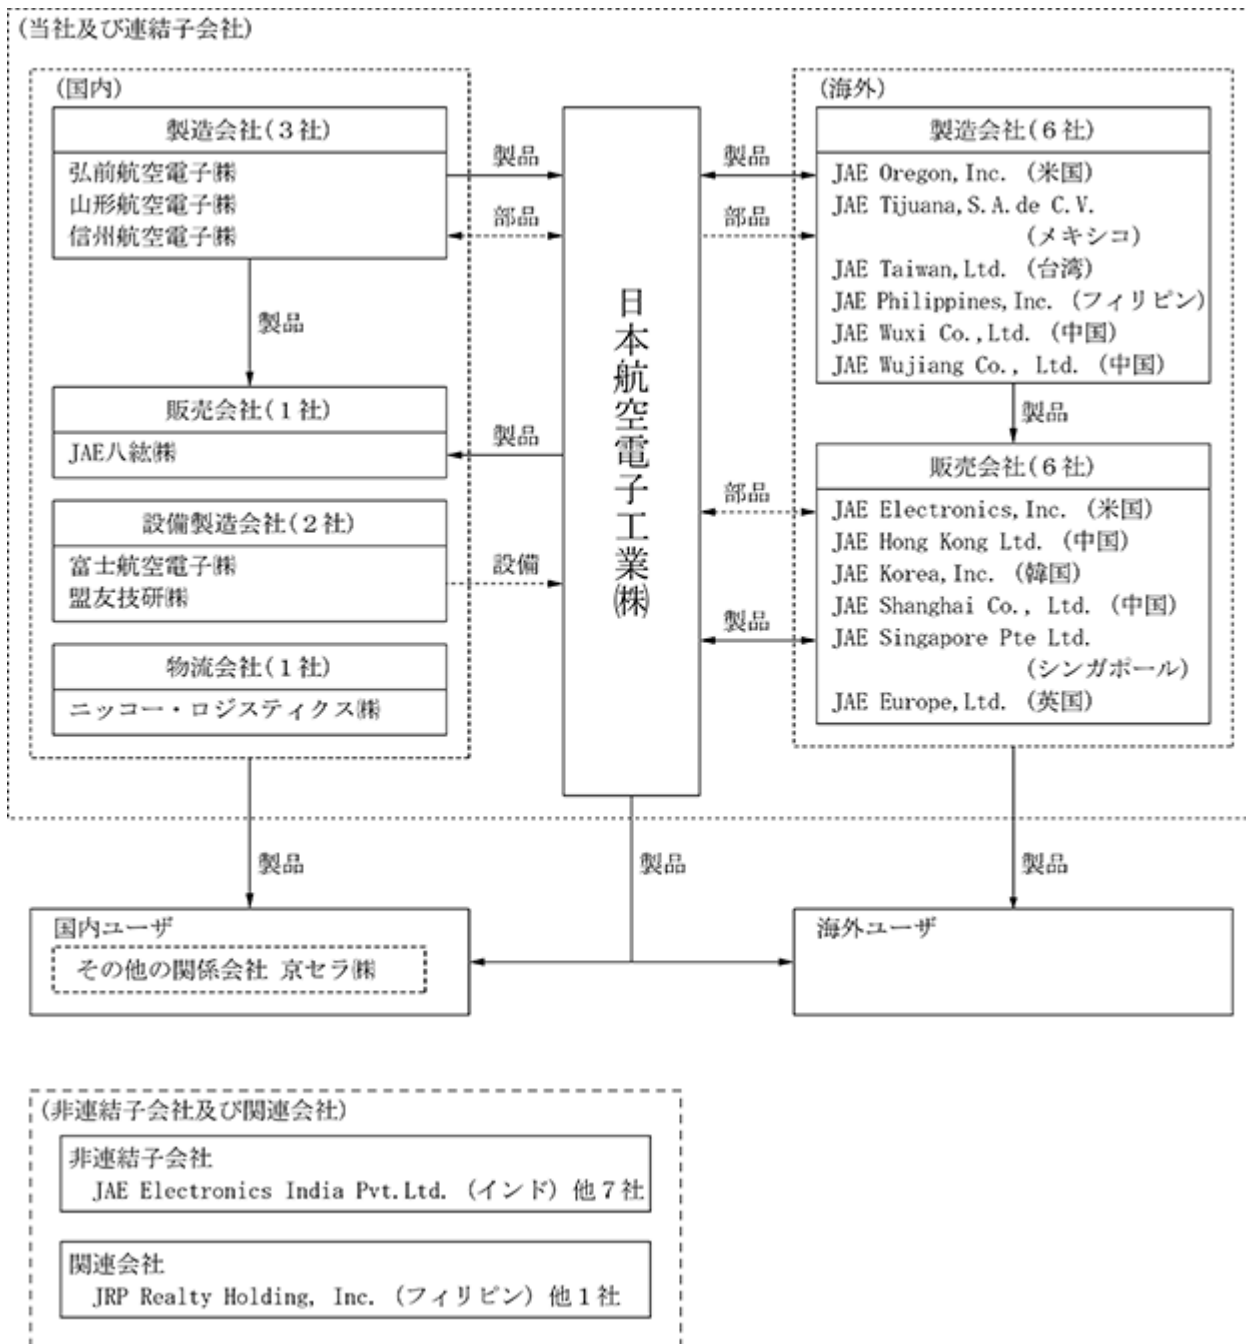 (当社及び連結子会社)
(国内)
製造会社(3社)
弘前航空電子㈱
山形航空電子㈱
信州航空電子㈱
製品
部品
製品
販売会社(1社)
JAE八紘㈱
製品
設備製造会社(2社)
富士航空電子㈱
盟友技研㈱
設備
物流会社(1社)
ニッコー・ロジスティクス㈱
日本航空電子工業㈱
(海外)
製造会社(6社)
JAE Oregon,Inc. (米国)
JAE Tijuana,S.A.de C.V.
(メキシコ)
JAE Taiwan,Ltd. (台湾)
JAE Philippines,Inc. (フィリピン)
JAE Wuxi Co.,Ltd. (中国)
JAE Wujiang Co., Ltd. (中国)
製品
部品
製品
販売会社(6社)
JAE Electronics,Inc. (米国)
JAE Hong Kong Ltd. (中国)
JAE Korea,Inc. (韓国)
JAE Shanghai Co., Ltd. (中国)
JAE Singapore Pte Ltd.
(シンガポール)
JAE Europe,Ltd. (英国)
部品
製品
製品
製品
製品
国内ユーザ
その他の関係会社 京セラ㈱
海外ユーザ
(非連結子会社及び関連会社)
非連結子会社
JAE Electronics India Pvt.Ltd. (インド) 他7社
関連会社
JRP Realty Holding, Inc. (フィリピン) 他1社